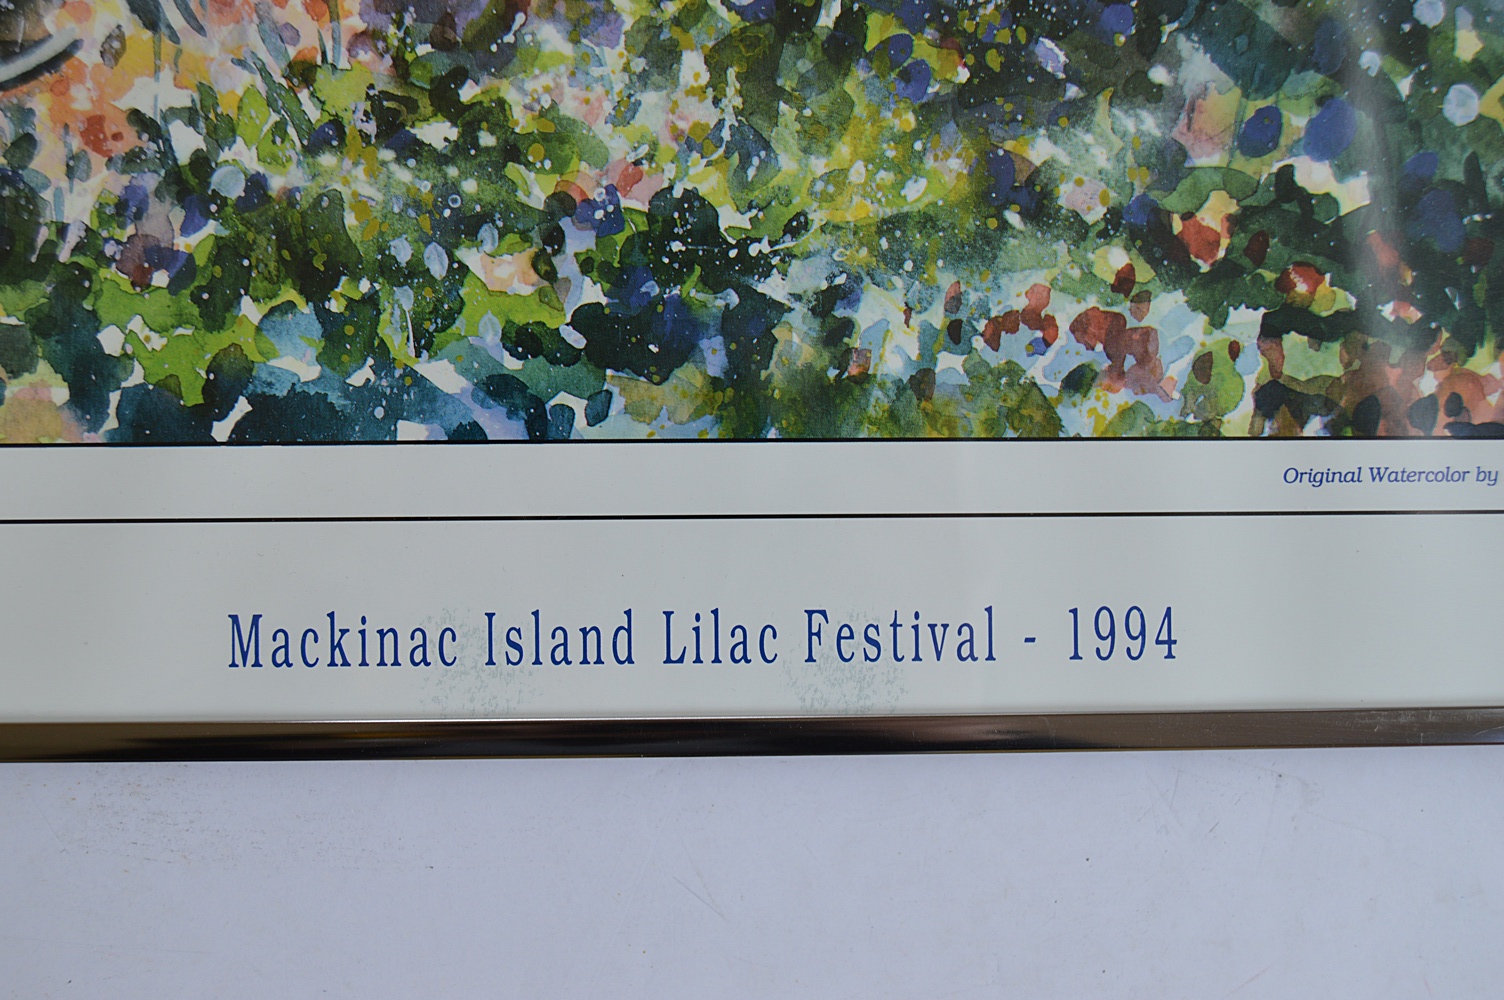 Original Watercolor by
Mackinac Island Lilac Festival - 1994